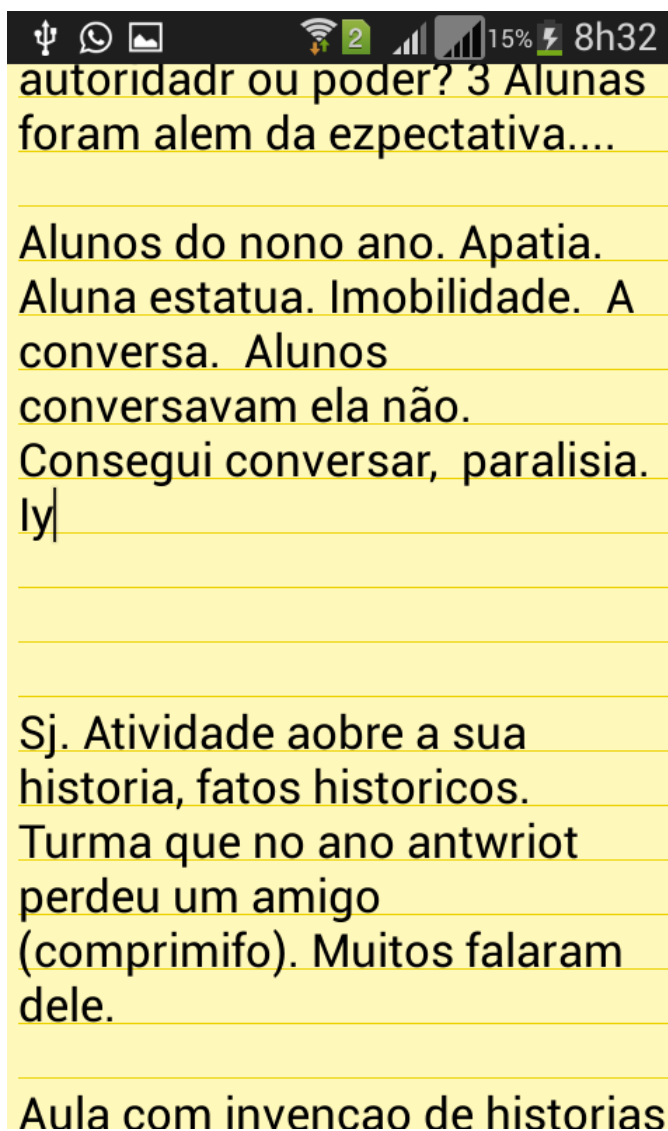 2 15% 8h32
autoridadr ou poder? 3 Alunas
foram alem da ezpectativa....
Alunos do nono ano. Apatia.
Aluna estatua. Imobilidade. A
conversa. Alunos
conversavam ela não.
Consegui conversar, paralisia.
Iy
Sj. Atividade aobre a sua
historia, fatos historicos.
Turma que no ano antwriot
perdeu um amigo
(comprimifo). Muitos falaram
dele.
Aula com invencao de historias